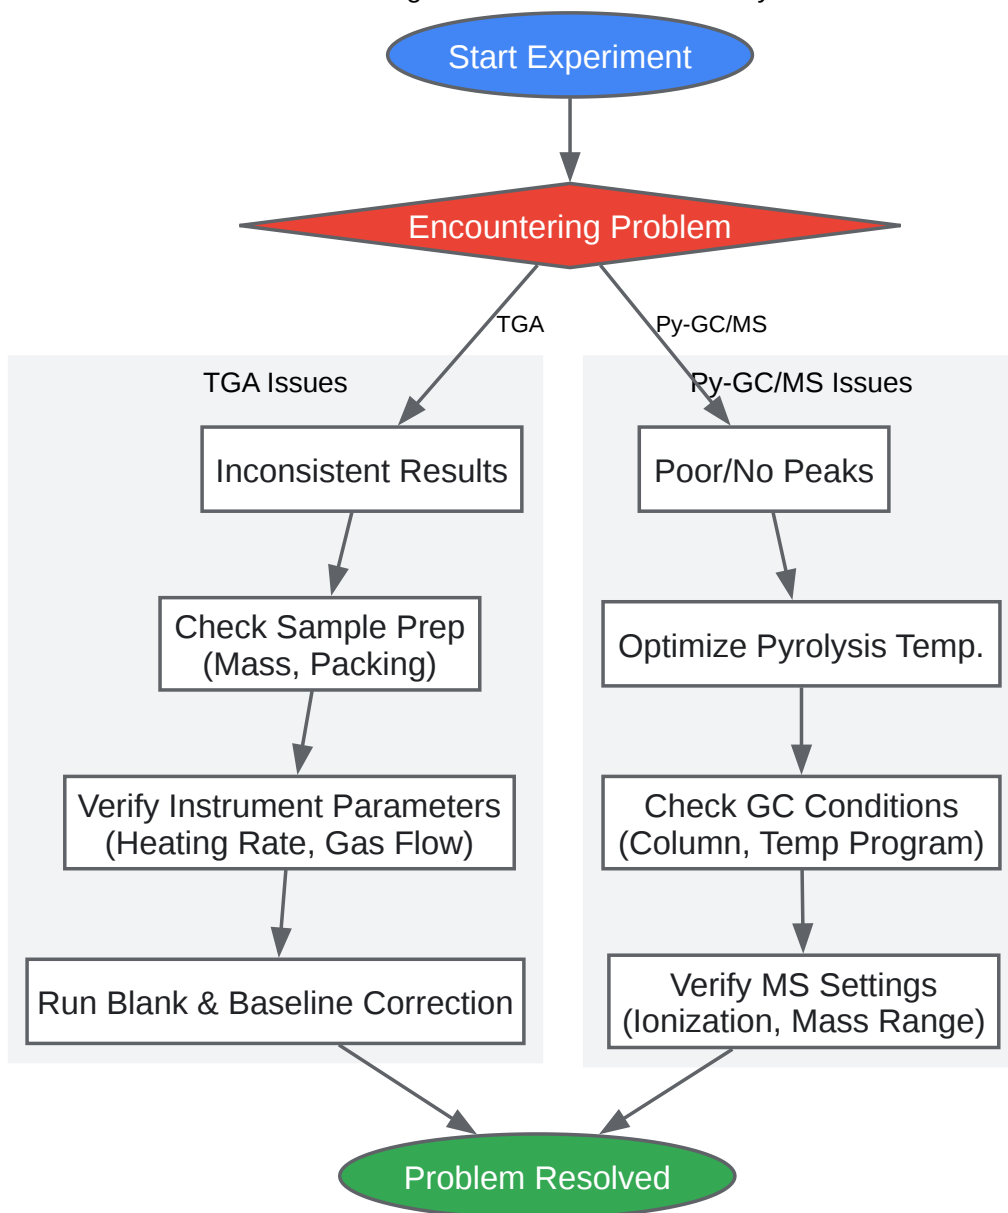 Start Experiment
Encountering Problem
TGA
Py-GC/MS
TGA Issues
Py-GC/MS Issues
Inconsistent Results
Poor/No Peaks
Check Sample Prep
(Mass, Packing)
Optimize Pyrolysis Temp.
Verify Instrument Parameters
(Heating Rate, Gas Flow)
Check GC Conditions
(Column, Temp Program)
Run Blank & Baseline Correction
Verify MS Settings
(Ionization, Mass Range)
Problem Resolved